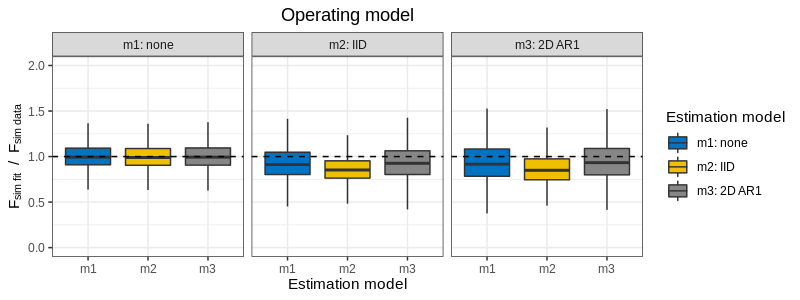 Operating model
m1: none
m2: IID
m3: 2D AR1
F sim fit / F sim data
2.0
1.5
1.0
0.5
0.0
m1 m2 m3
m1 m2 m3
m1 m2 m3
Estimation model
Estimation model
m1: none
m2: IID
m3: 2D AR1